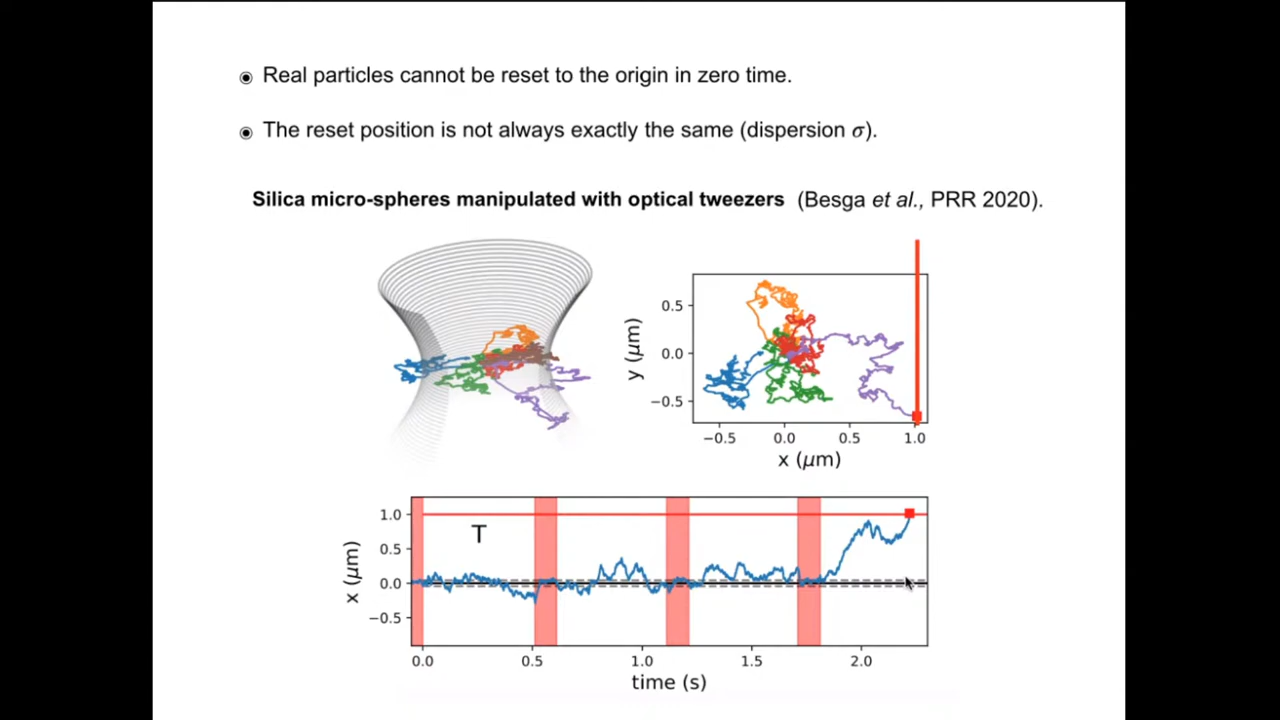 Real particles cannot be reset to the origin in zero time.
The reset position is not always exactly the same (dispersion σ).
Silica micro-spheres manipulated with optical tweezers (Besga et al., PRR 2020).
0.5
0.0
−0.5
y (μm)
−0.5 0.0 0.5 1.0
x (μm)
1.0
0.5
0.0
−0.5
x (μm)
T
0.0 0.5 1.0 1.5 2.0
time (s)